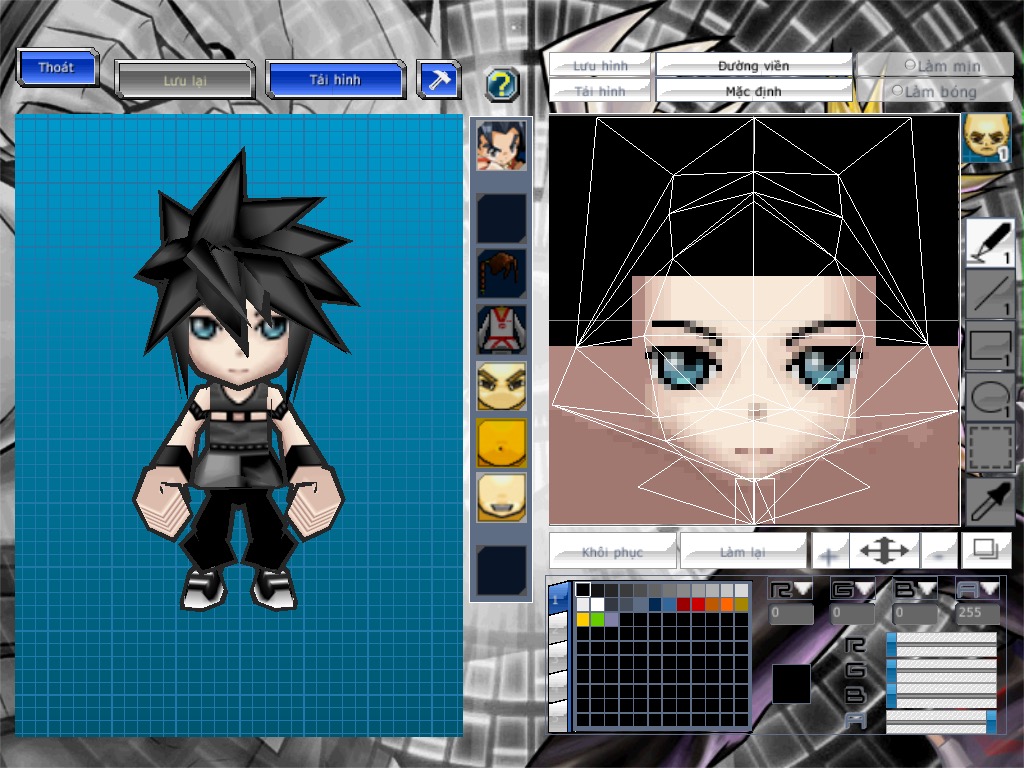 Thoát
Lưu lại
Tải hình
?
Lưu hình
Đường viền
Làm mịn
Tải hình
Mặc định
Làm bóng
1
1
1
1
1
Khôi phục
Làm lại
1
R
G
B
A
0
0
0
255
R
G
B
A